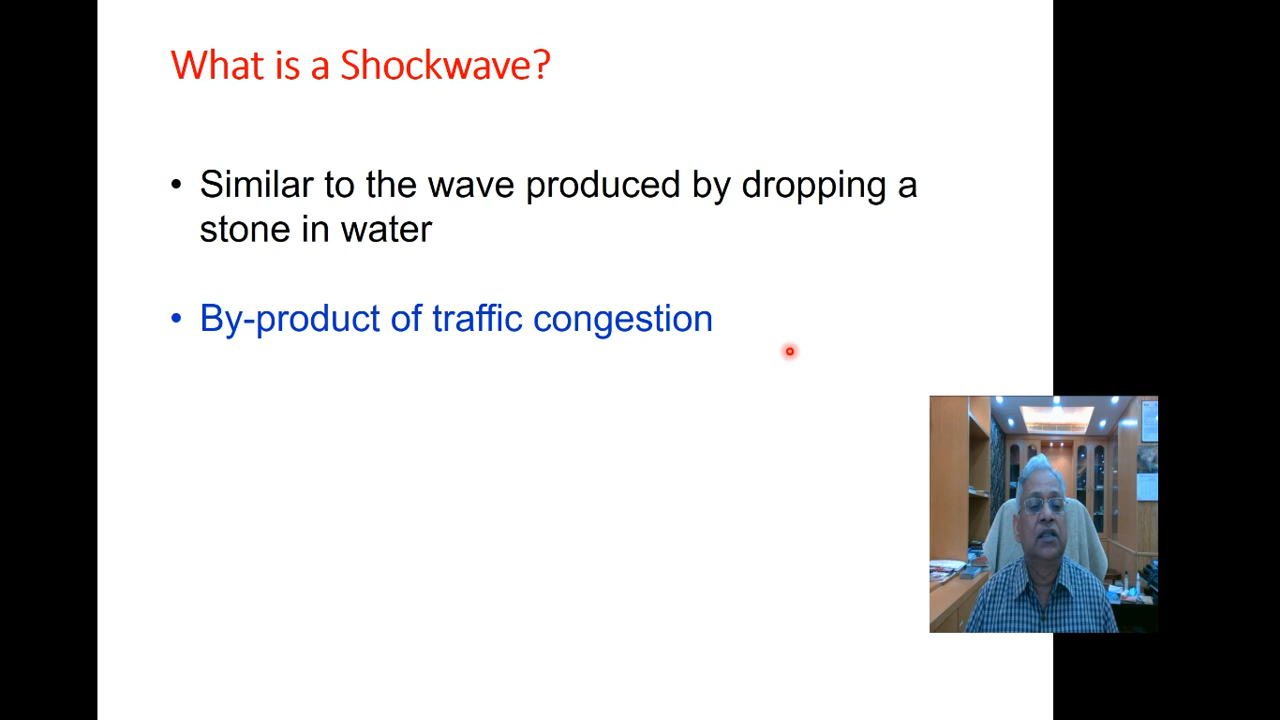 What is a Shockwave?
• Similar to the wave produced by dropping a
stone in water
• By-product of traffic congestion